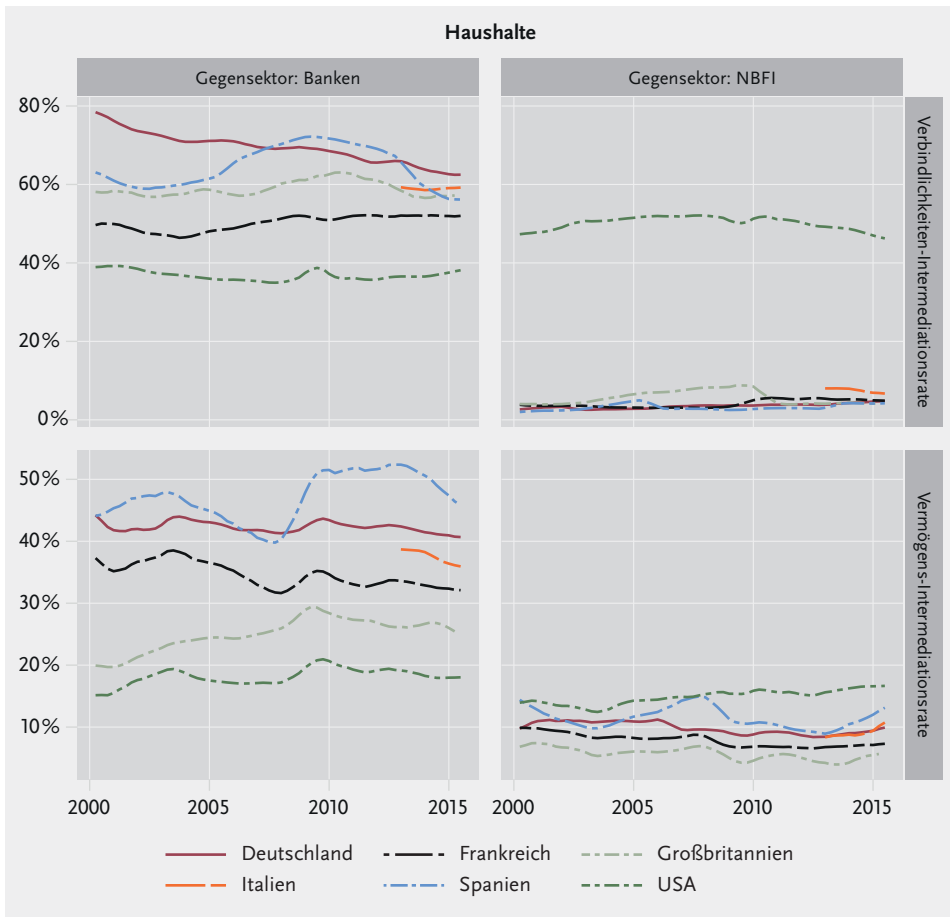 Haushalte
Gegensektor: Banken
Gegensektor: NBFI
80%
60%
40%
20%
0%
Verbindlichkeiten-Intermediationsrate
50%
40%
30%
20%
10%
Vermögens-Intermediationsrate
2000 2005 2010 2015
2000 2005 2010 2015
Deutschland Frankreich Großbritannien
Italien Spanien USA